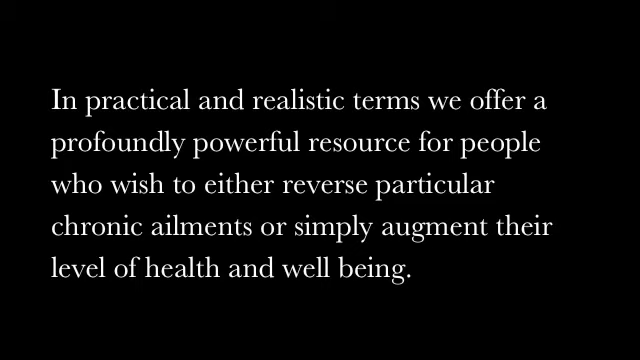 In practical and realistic terms we offer a
profoundly powerful resource for people
who wish to either reverse particular
chronic ailments or simply augment their
level of health and well being.